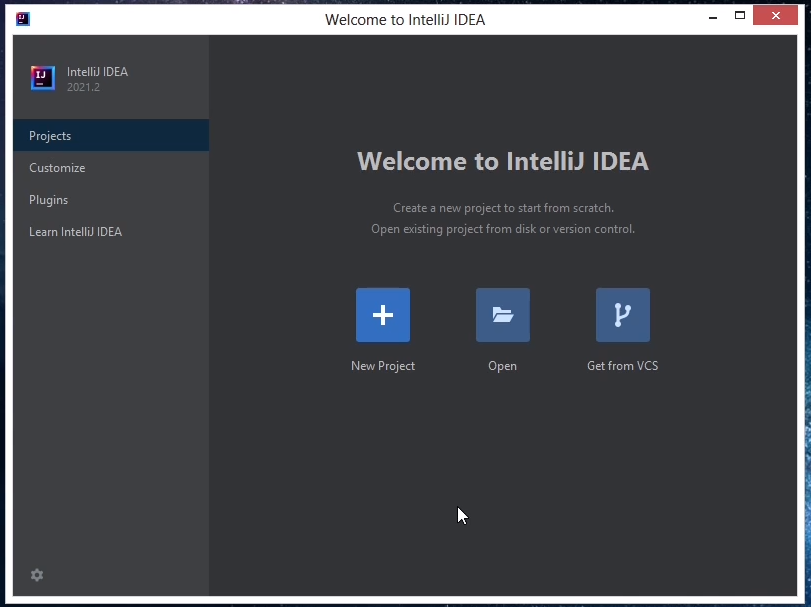 Welcome to IntelliJ IDEA
IntelliJ IDEA
2021.2
Projects
Customize
Plugins
Learn IntelliJ IDEA
Welcome to IntelliJ IDEA
Create a new project to start from scratch.
Open existing project from disk or version control.
New Project
Open
Get from VCS